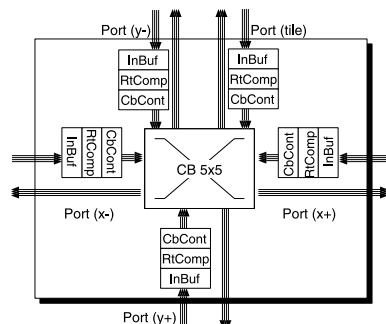 Port (y-)
Port (tile)
InBuf
RtComp
CbCont
InBuf
RtComp
CbCont
InBuf
RtComp
CbCont
CB 5x5
CbCont
RtComp
InBuf
Port (x-)
Port (x+)
CbCont
RtComp
InBuf
Port (y+)